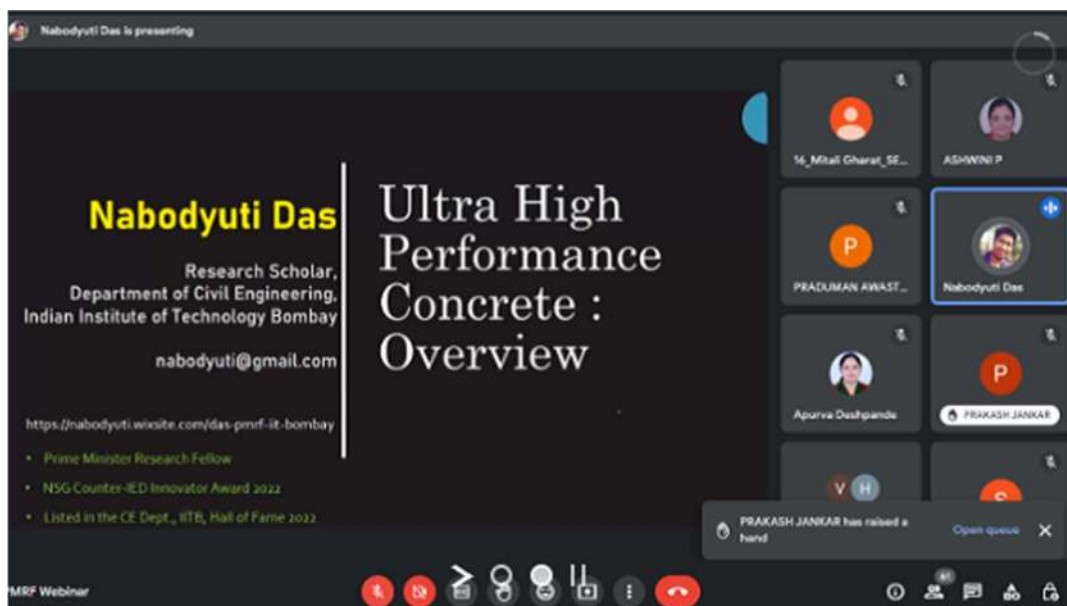 Nabodyuti Das is presenting
Nabodyuti Das
Research Scholar,
Department of Civil Engineering,
Indian Institute of Technology Bombay
nabodyuti@gmail.com
https://nabodyuti.wixsite.com/das-pmrf-iit-bombay
• Prime Minister Research Fellow
• NSG Counter-IED Innovator Award 2022
• Listed in the CE Dept., IITB, Hall of Fame 2022
Ultra High
Performance
Concrete :
Overview
16_Mitali Gharat_SE...
ASHWINI P
P
PRADUMAN AWAST...
Nabodyuti Das
Apurva Deshpande
P
PRAKASH JANKAR
V H
S
PRAKASH JANKAR has raised a
hand
Open queue
PMRF Webinar
61